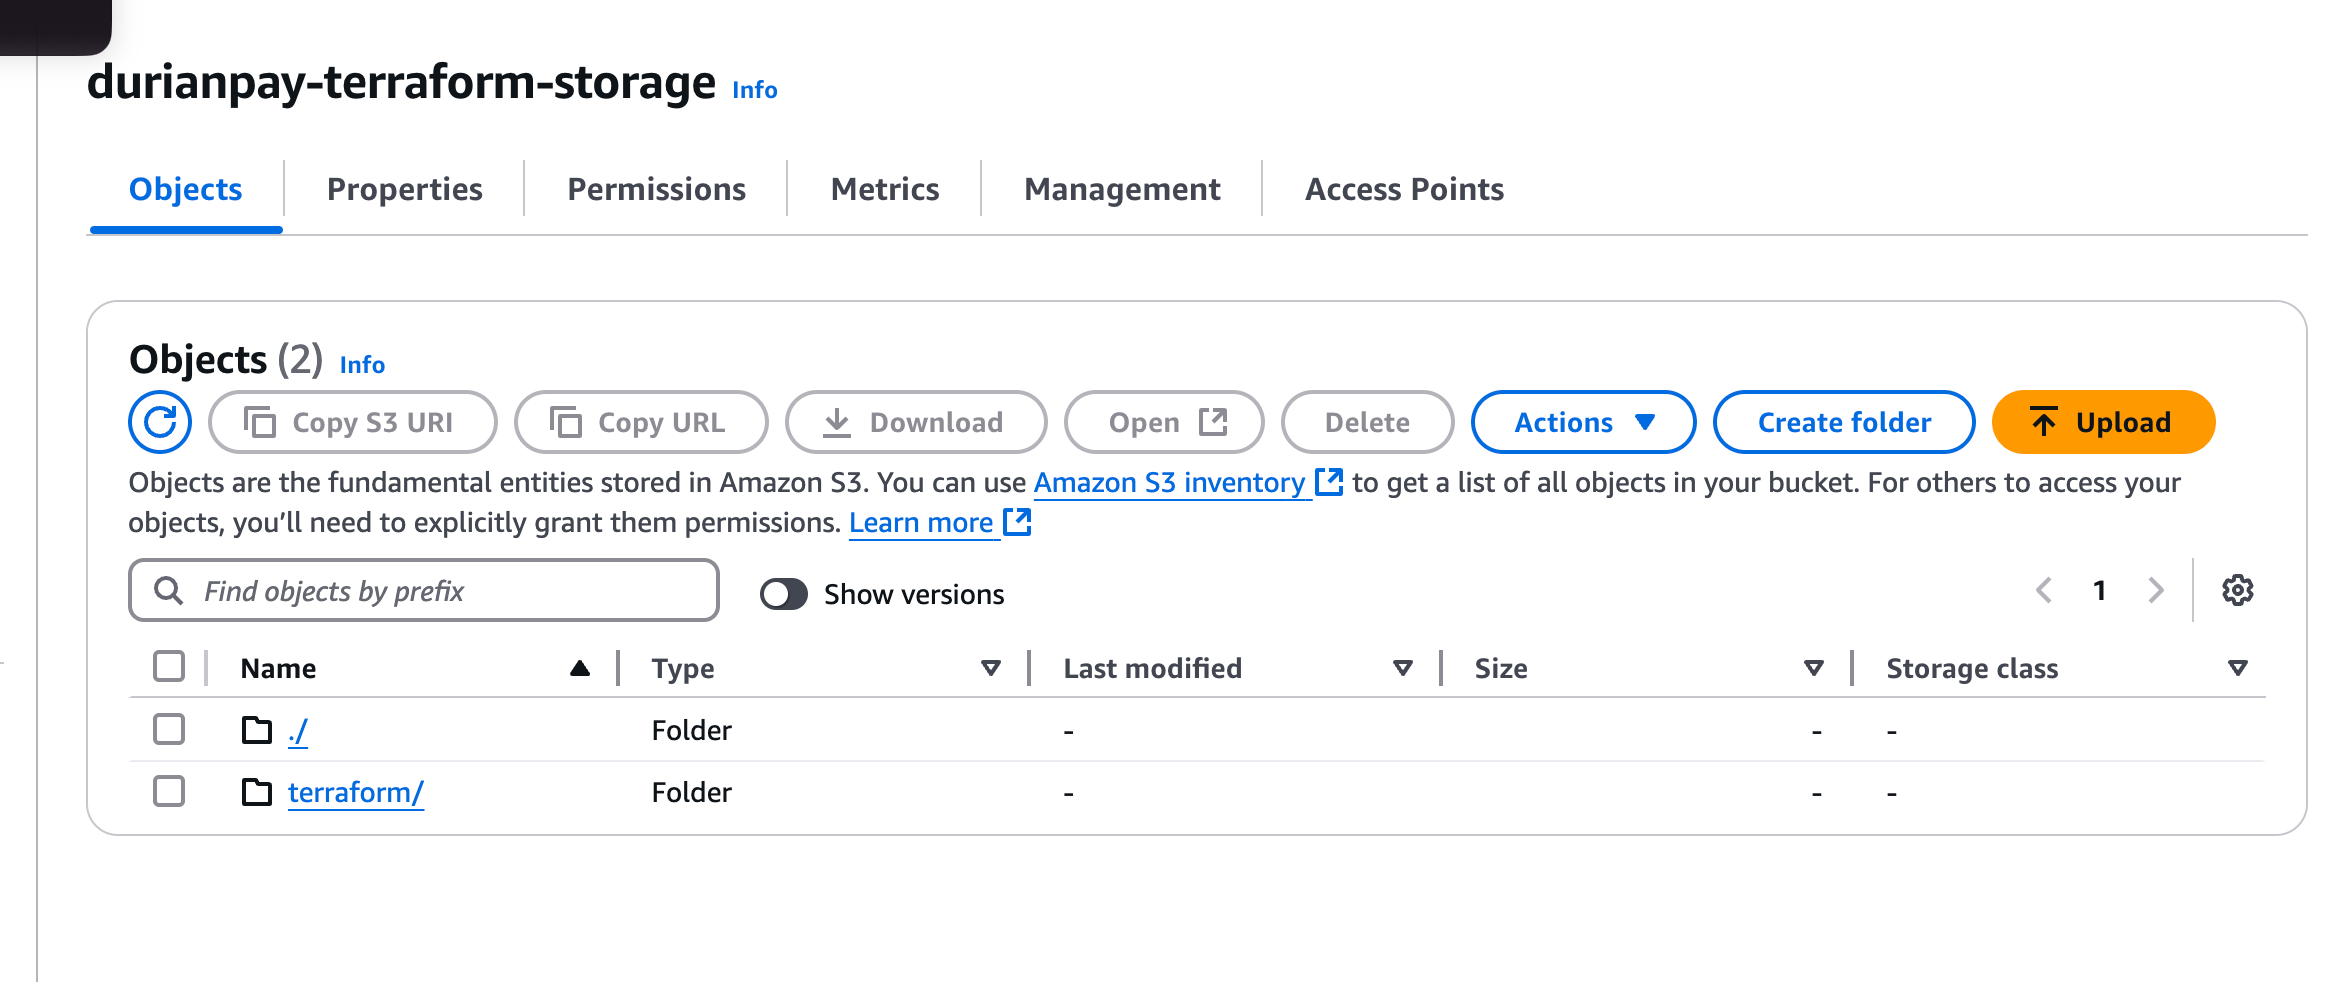 durianpay-terraform-storage Info
Objects Properties Permissions Metrics Management Access Points
Objects (2) Info
Copy S3 URI Copy URL Download Open Delete Actions Create folder Upload
Objects are the fundamental entities stored in Amazon S3. You can use Amazon S3 inventory to get a list of all objects in your bucket. For others to access your
objects, you’ll need to explicitly grant them permissions. Learn more
Find objects by prefix Show versions 1
Name Type Last modified Size Storage class
./ Folder - - -
terraform/ Folder - - -